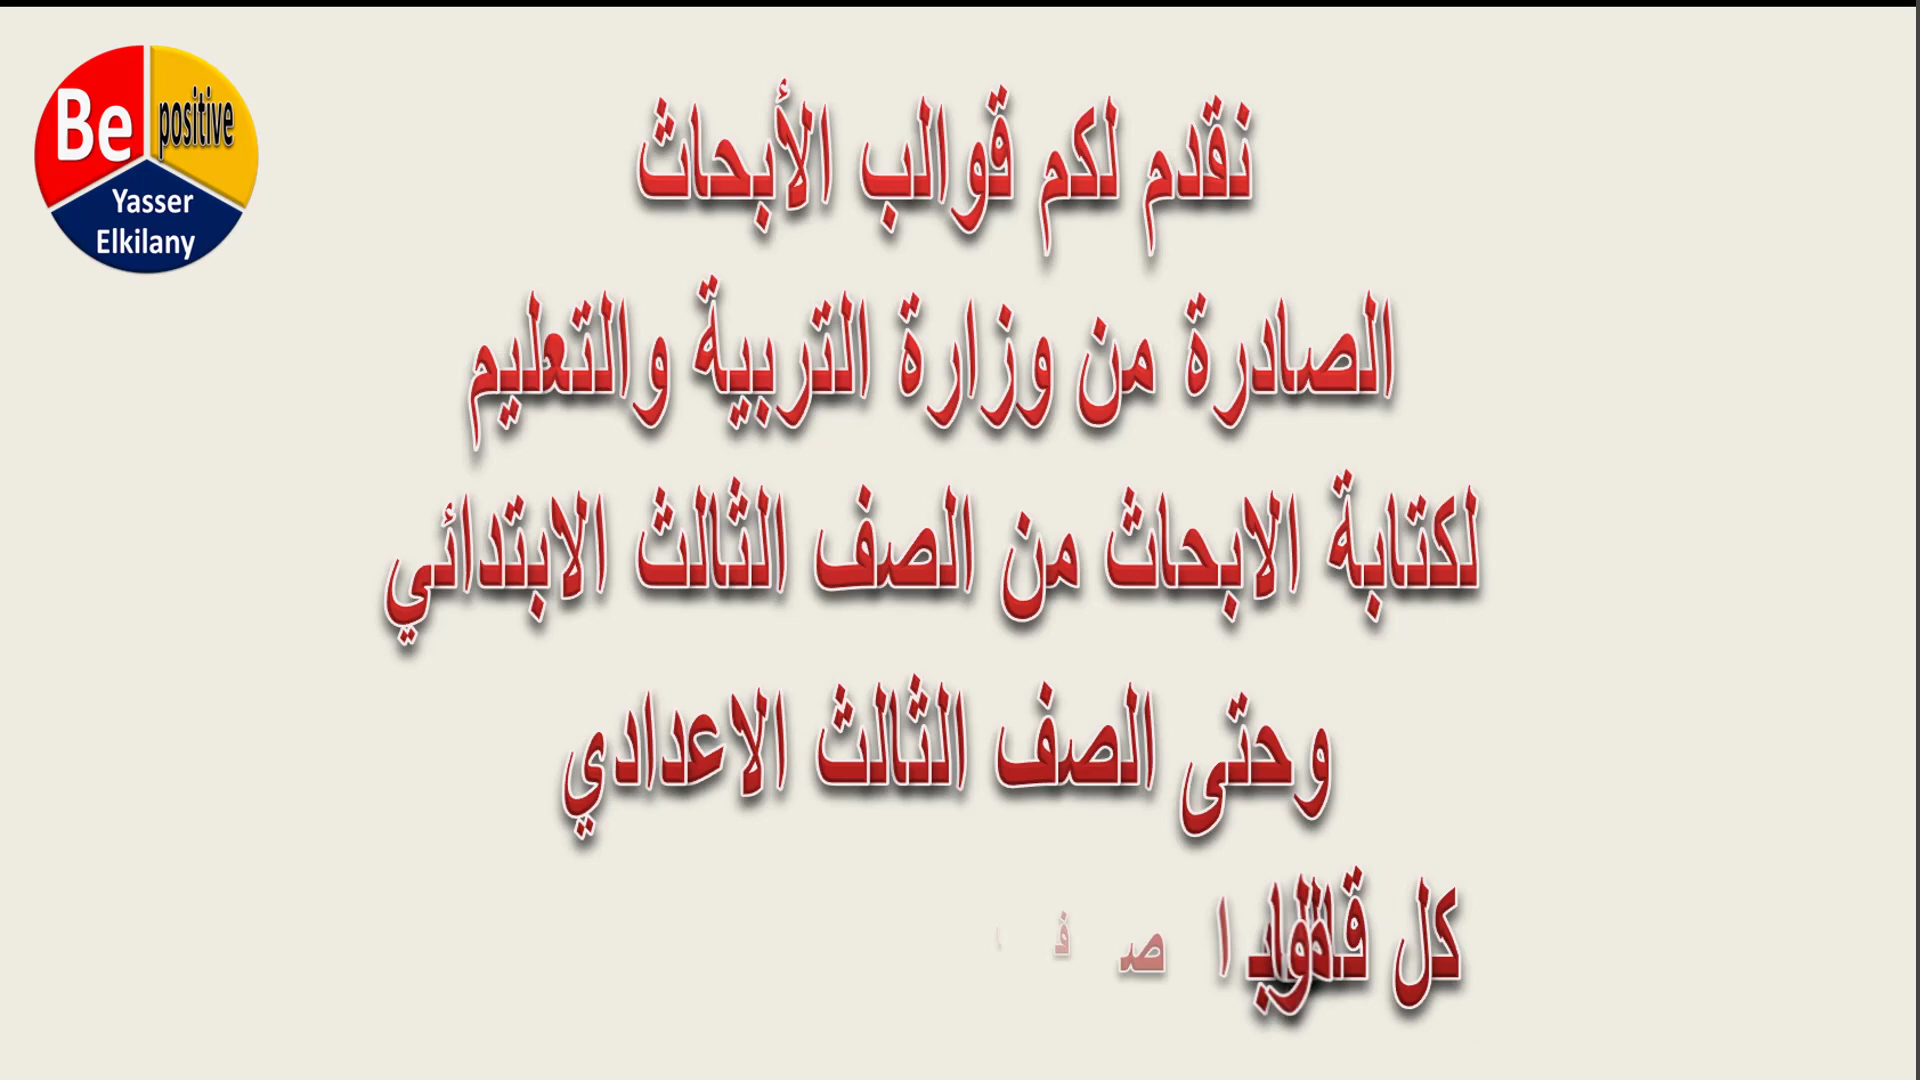 Be positive
Yasser
Elkilany
نقدم لكم قوالب الأبحاث
الصادرة من وزارة التربية والتعليم
لكتابة الابحاث من الصف الثالث الابتدائي
وحتى الصف الثالث الاعدادي
كل